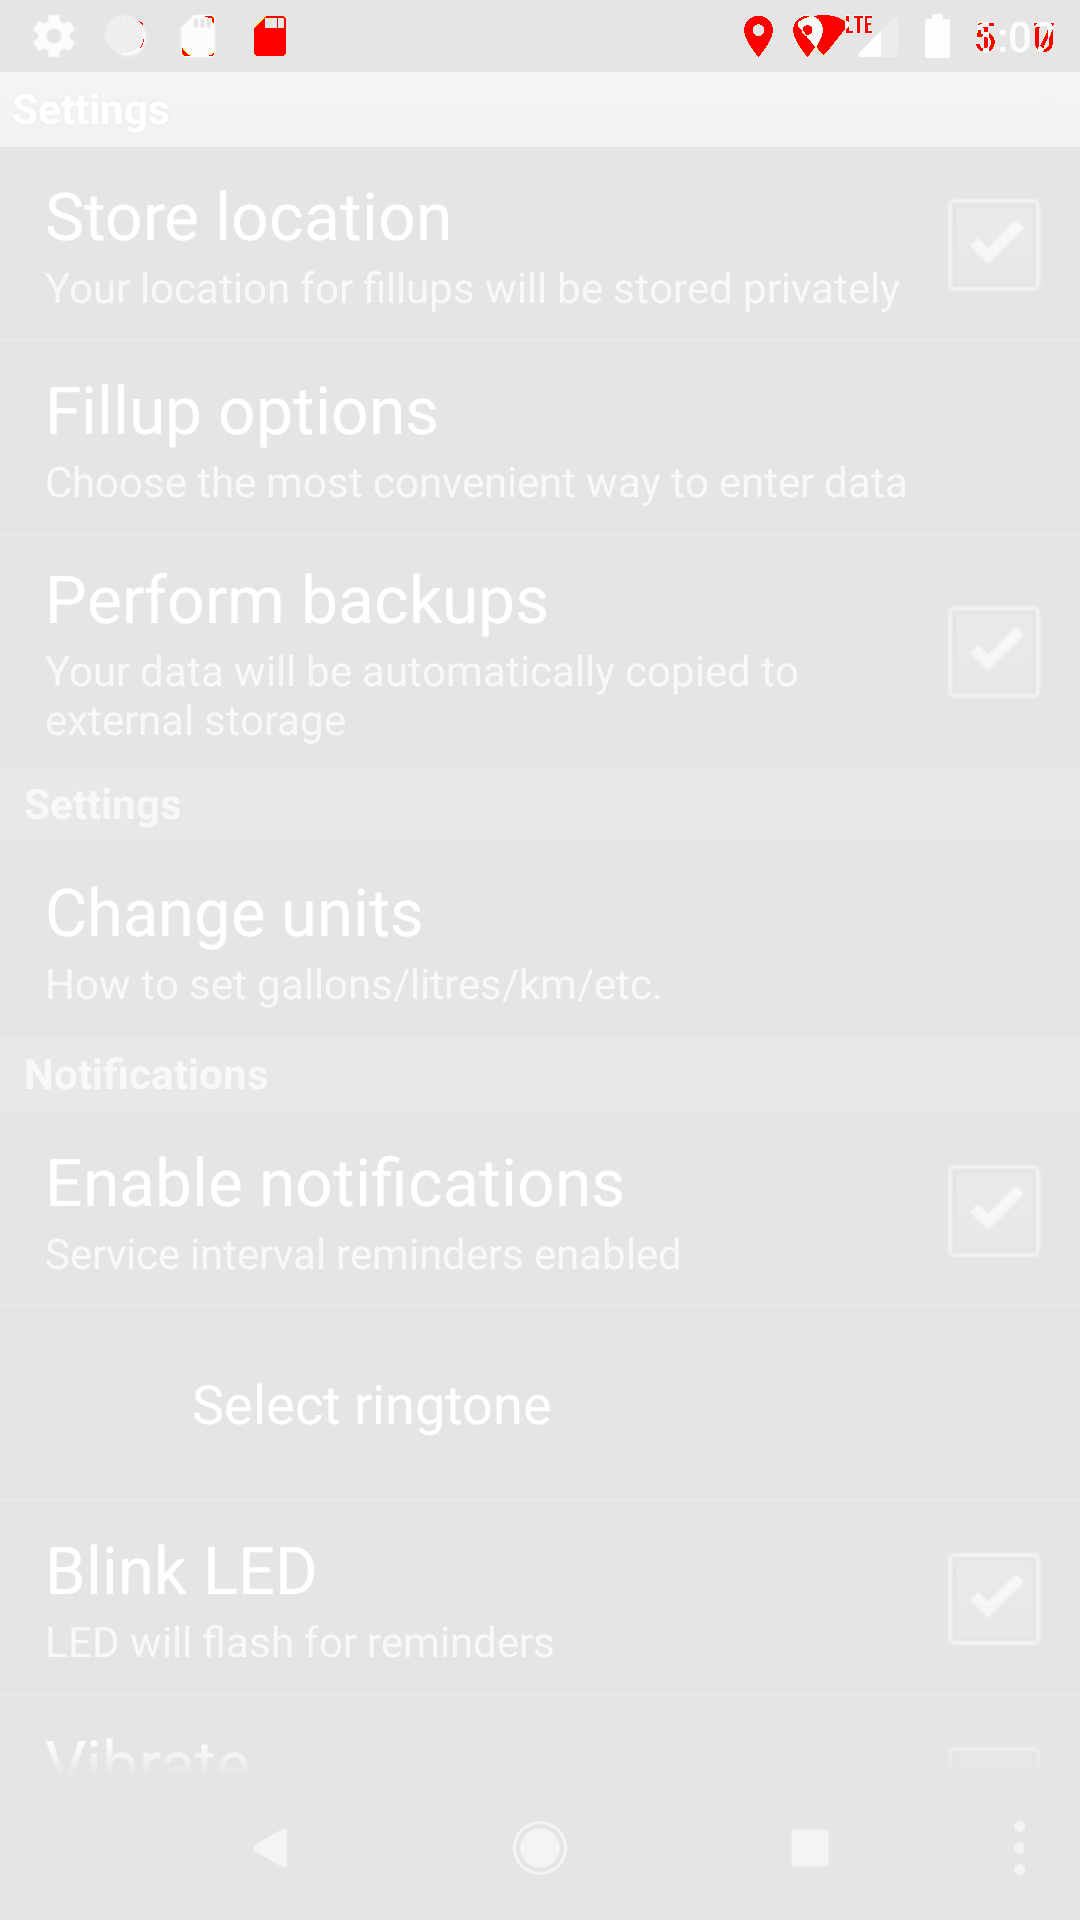 LTE
Settings
Store location
Your location for fillups will be stored privately
Fillup options
Choose the most convenient way to enter data
Perform backups
Your data will be automatically copied to
external storage
Settings
Change units
How to set gallons/litres/km/etc.
Notifications
Enable notifications
Service interval reminders enabled
Select ringtone
Blink LED
LED will flash for reminders
Vibrate